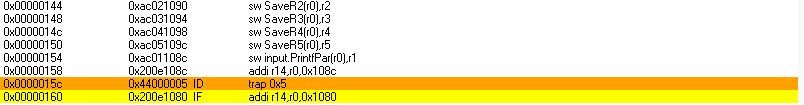 0x00000144 0xac021090 sw SaveR2(r0),r2
0x00000148 0xac031094 sw SaveR3(r0),r3
0x0000014c 0xac041098 sw SaveR4(r0),r4
0x00000150 0xac05109c sw SaveR5(r0),r5
0x00000154 0xac01108c sw input.PrintfPar(r0),r1
0x00000158 0x200e108c addi r14,r0,0x108c
0x0000015c 0x44000005 ID trap 0x5
0x00000160 0x200e1080 IF addi r14,r0,0x1080